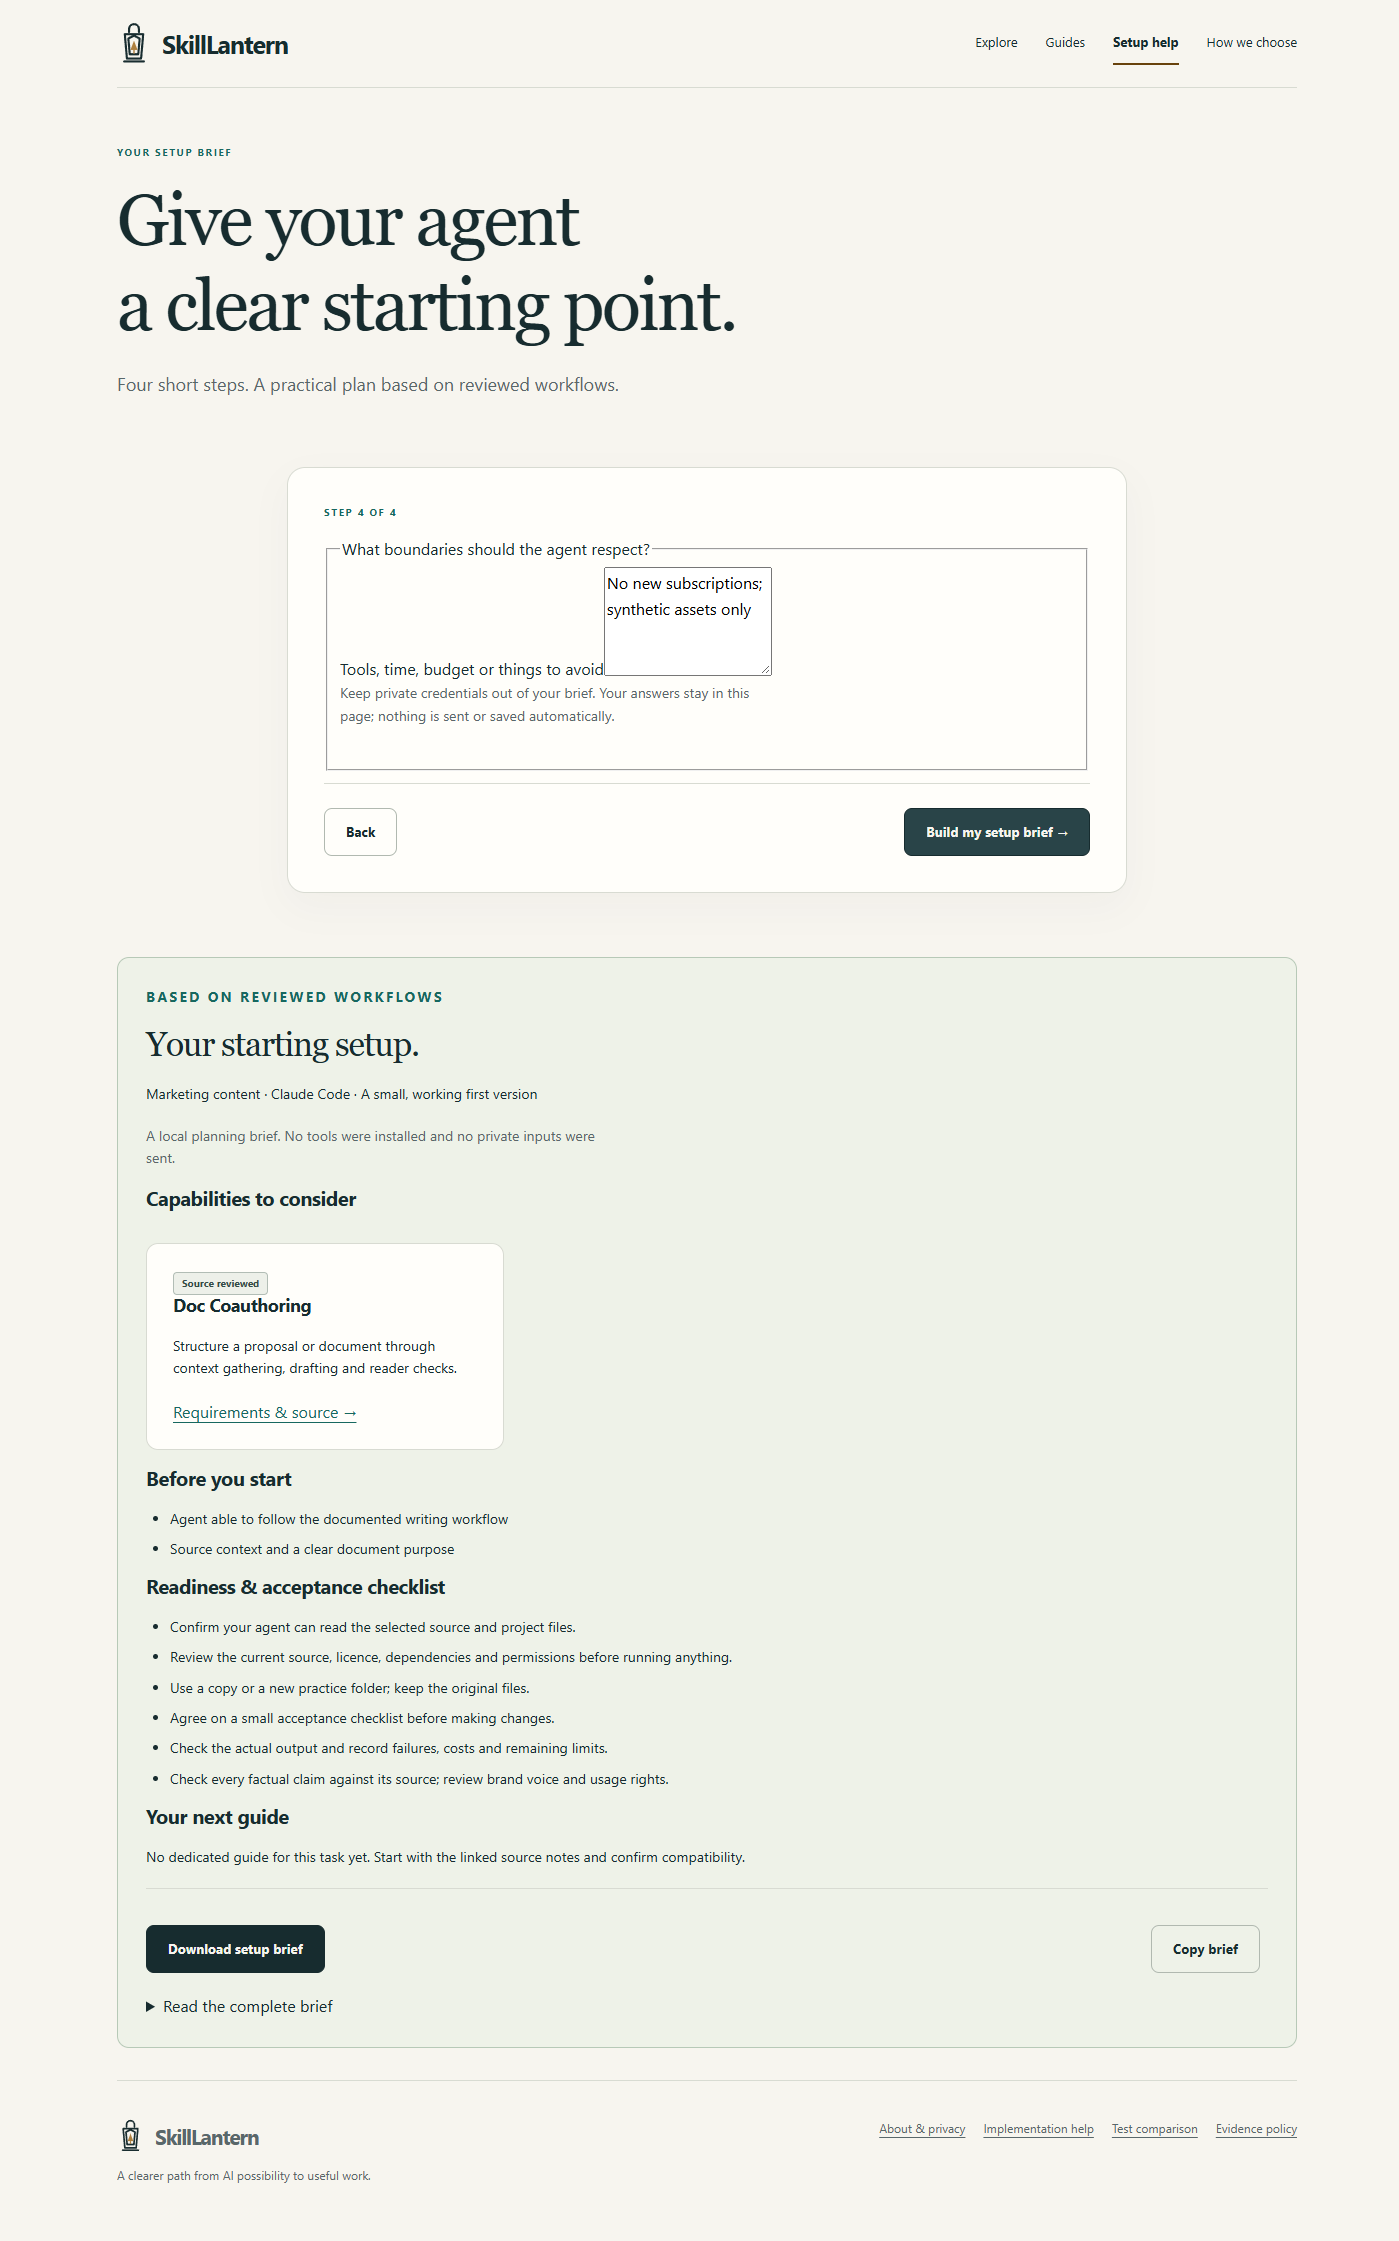 SkillLantern
Explore Guides Setup help How we choose
YOUR SETUP BRIEF
Give your agent
a clear starting point.
Four short steps. A practical plan based on reviewed workflows.
STEP 4 OF 4
What boundaries should the agent respect?
No new subscriptions;
synthetic assets only
Tools, time, budget or things to avoid
Keep private credentials out of your brief. Your answers stay in this
page; nothing is sent or saved automatically.
Back
Build my setup brief →
BASED ON REVIEWED WORKFLOWS
Your starting setup.
Marketing content · Claude Code · A small, working first version
A local planning brief. No tools were installed and no private inputs were
sent.
Capabilities to consider
Source reviewed
Doc Coauthoring
Structure a proposal or document through
context gathering, drafting and reader checks.
Requirements & source →
Before you start
• Agent able to follow the documented writing workflow
• Source context and a clear document purpose
Readiness & acceptance checklist
• Confirm your agent can read the selected source and project files.
• Review the current source, licence, dependencies and permissions before running anything.
• Use a copy or a new practice folder; keep the original files.
• Agree on a small acceptance checklist before making changes.
• Check the actual output and record failures, costs and remaining limits.
• Check every factual claim against its source; review brand voice and usage rights.
Your next guide
No dedicated guide for this task yet. Start with the linked source notes and confirm compatibility.
Download setup brief
Copy brief
▶ Read the complete brief
SkillLantern
About & privacy Implementation help Test comparison Evidence policy
A clearer path from AI possibility to useful work.